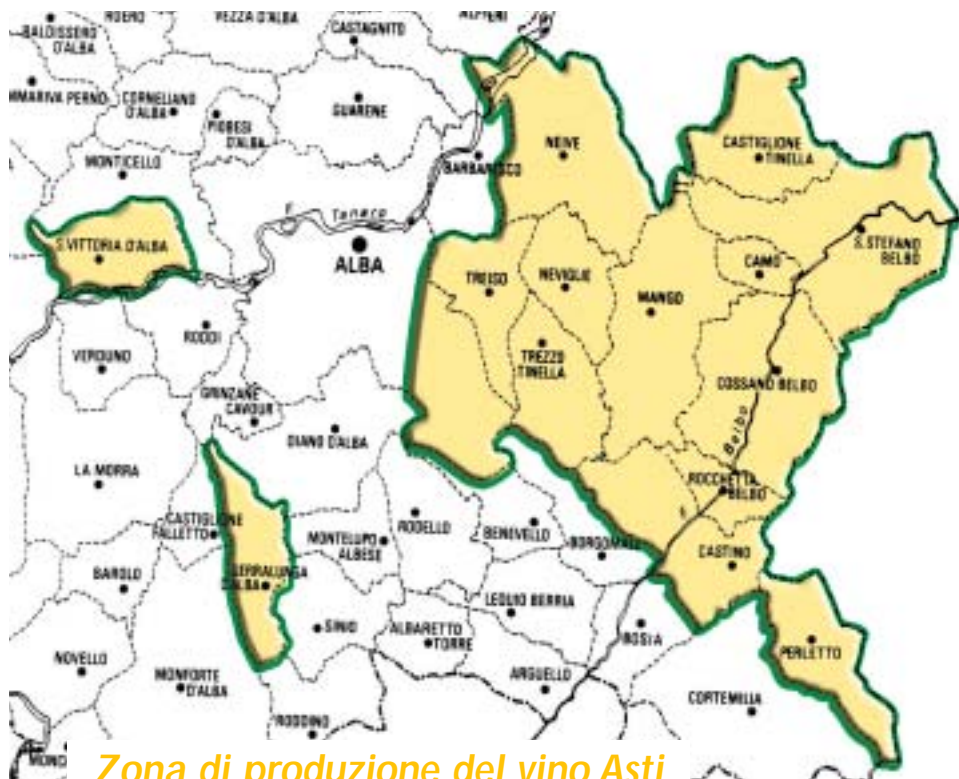 ROERO
VEZZA D'ALBA
CASTAGNITO
BALDISSERO
D'ALBA
MMARIVA PERNO
CORNELIANO
D'ALBA
PIOBESI
D'ALBA
GUARENE
MONTICELLO
BARBARESCO
NEIVE
CASTIGLIONE
TINELLA
F. Tanaro
ALBA
S.VITTORIA D'ALBA
S. STEFANO
BELBO
CAMO
TREISO
NEVIGLIE
MANGO
RODDI
VERDUNO
TREZZO
TINELLA
COSSANO BELBO
GRINZANE
CAVOUR
DIANO D'ALBA
F. Belbo
LA MORRA
ROCCHETTA
BELBO
CASTIGLIONE
FALLETTO
MONTELUPO
ALBESE
RODELLO
BENEVELLO
BORGOMALE
CASTINO
BAROLO
SERRALUNGA
D'ALBA
SINIO
ALBARETTO
TORRE
LEQUIO BERRIA
BOSIA
PERLETTO
NOVELLO
MONFORTE
D'ALBA
ARGUELLO
CORTEMILIA
RODDINO
Zona di produzione del vino Asti